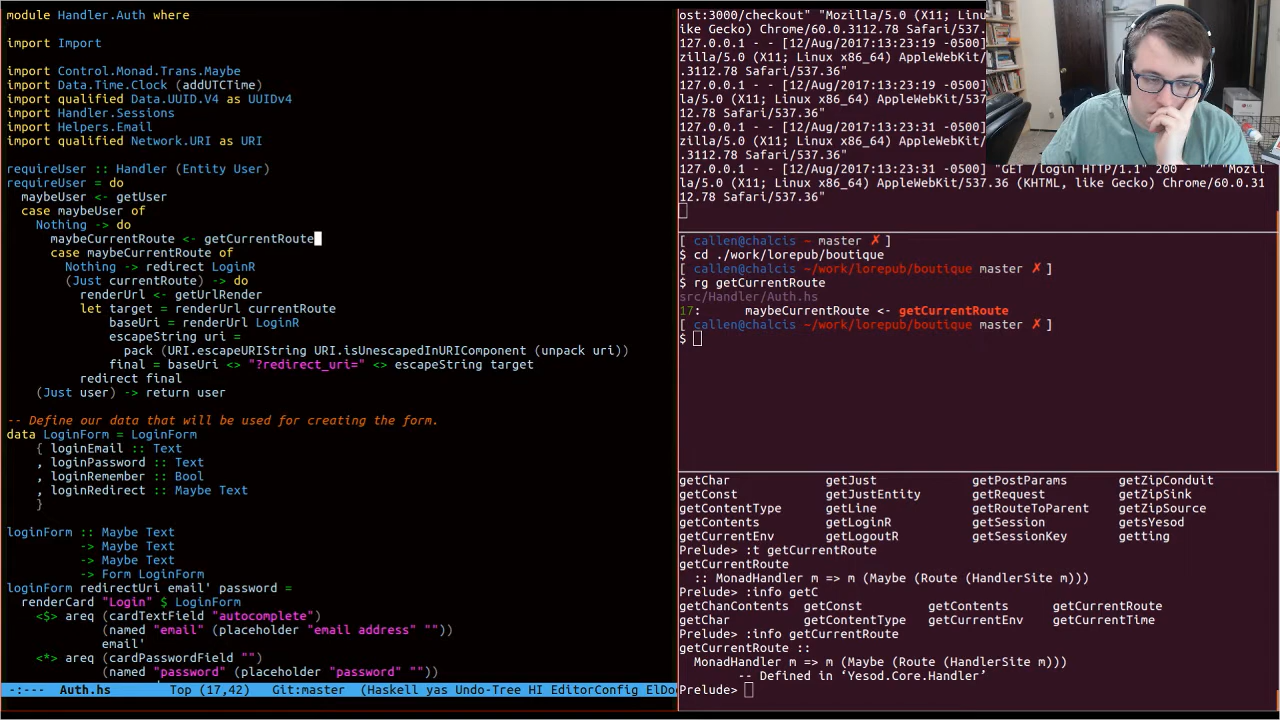 module Handler.Auth where
import Import
import Control.Monad.Trans.Maybe
import Data.Time.Clock (addUTCTime)
import qualified Data.UUID.V4 as UUIDv4
import Handler.Sessions
import Helpers.Email
import qualified Network.URI as URI
requireUser :: Handler (Entity User)
requireUser = do
  maybeUser <- getUser
  case maybeUser of
    Nothing -> do
      maybeCurrentRoute <- getCurrentRoute
      case maybeCurrentRoute of
        Nothing -> redirect LoginR
        (Just currentRoute) -> do
          renderUrl <- getUrlRender
          let target = renderUrl currentRoute
              baseUri = renderUrl LoginR
              escapeString uri =
                pack (URI.escapeURIString URI.isUnescapedInURIComponent (unpack uri))
              final = baseUri <> "?redirect_uri=" <> escapeString target
          redirect final
    (Just user) -> return user
-- Define our data that will be used for creating the form.
data LoginForm = LoginForm
    { loginEmail :: Text
    , loginPassword :: Text
    , loginRemember :: Bool
    , loginRedirect :: Maybe Text
    }
loginForm :: Maybe Text
          -> Maybe Text
          -> Maybe Text
          -> Form LoginForm
loginForm redirectUri email' password =
  renderCard "Login" $ LoginForm
    <$> areq (cardTextField "autocomplete")
             (named "email" (placeholder "email address" ""))
             email'
    <*> areq (cardPasswordField "")
             (named "password" (placeholder "password" ""))
-:--- Auth.hs Top (17,42) Git:master (Haskell yas Undo-Tree HI EditorConfig ElDo
ost:3000/checkout" "Mozilla/5.0 (X11; Linu
like Gecko) Chrome/60.0.3112.78 Safari/537.36"
127.0.0.1 - - [12/Aug/2017:13:23:19 -0500]
la/5.0 (X11; Linux x86_64) AppleWebKit/
.3112.78 Safari/537.36"
127.0.0.1 - - [12/Aug/2017:13:23:29 -0500]
la/5.0 (X11; Linux x86_64) AppleWebKit/537
12.78 Safari/537.36"
127.0.0.1 - - [12/Aug/2017:13:23:31 -0500]
la/5.0 (X11; Linux x86_64) AppleWebKit/537
.3112.78 Safari/537.36"
127.0.0.1 - - [12/Aug/2017:13:23:31 -0500] "GET /login HTTP/1.1" 200 - "" "Mozil
la/5.0 (X11; Linux x86_64) AppleWebKit/537.36 (KHTML, like Gecko) Chrome/60.0.31
12.78 Safari/537.36"
[ callen@chalcis ~ master ✗ ]
$ cd ./work/lorepub/boutique
[ callen@chalcis ~/work/lorepub/boutique master ✗ ]
$ rg getCurrentRoute
src/Handler/Auth.hs
17:      maybeCurrentRoute <- getCurrentRoute
[ callen@chalcis ~/work/lorepub/boutique master ✗ ]
$
getChar getJust getPostParams getZipConduit
getConst getJustEntity getRequest getZipSink
getContentType getLine getRouteToParent getZipSource
getContents getLoginR getSession getsYesod
getCurrentEnv getLogoutR getSessionKey getting
Prelude> :t getCurrentRoute
getCurrentRoute
  :: MonadHandler m => m (Maybe (Route (HandlerSite m)))
Prelude> :info getC
getChanContents getConst getContents getCurrentRoute
getChar getContentType getCurrentEnv getCurrentTime
Prelude> :info getCurrentRoute
getCurrentRoute ::
  MonadHandler m => m (Maybe (Route (HandlerSite m)))
        -- Defined in ‘Yesod.Core.Handler’
Prelude>